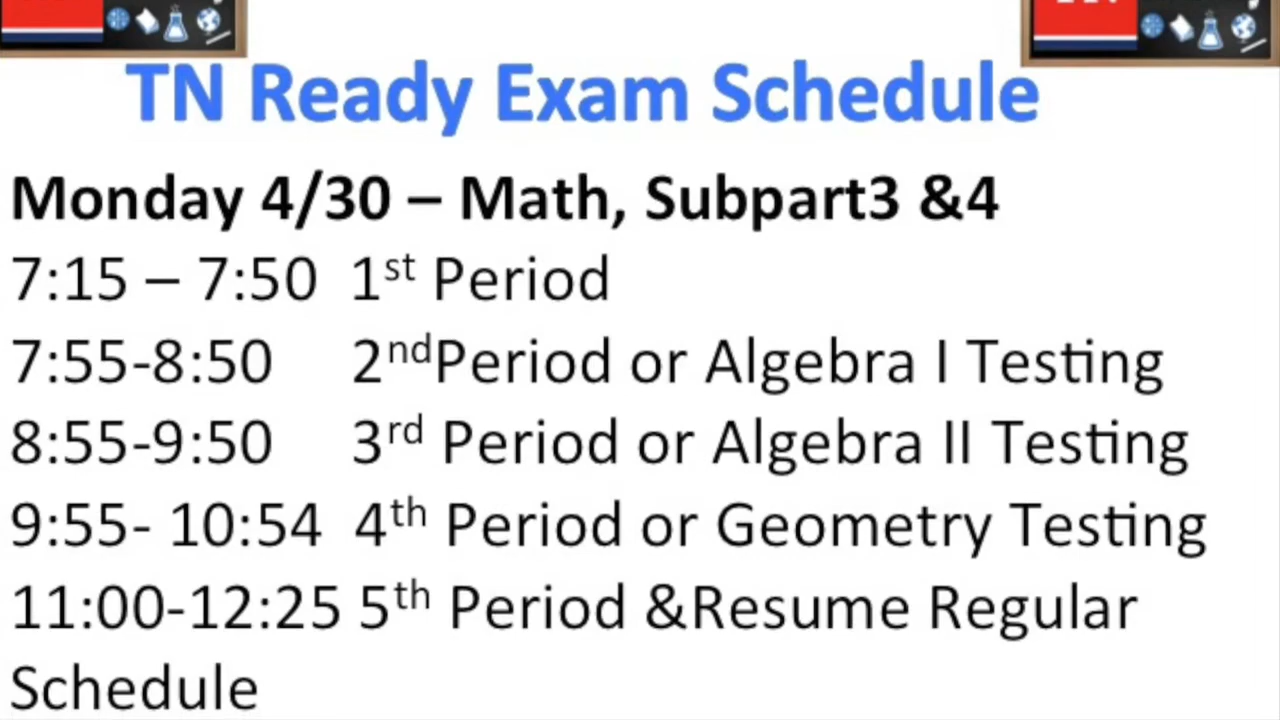 TN Ready Exam Schedule
Monday 4/30 – Math, Subpart3 &4
7:15 – 7:50 1st Period
7:55-8:50 2ndPeriod or Algebra I Testing
8:55-9:50 3rd Period or Algebra II Testing
9:55- 10:54 4th Period or Geometry Testing
11:00-12:25 5th Period &Resume Regular
Schedule